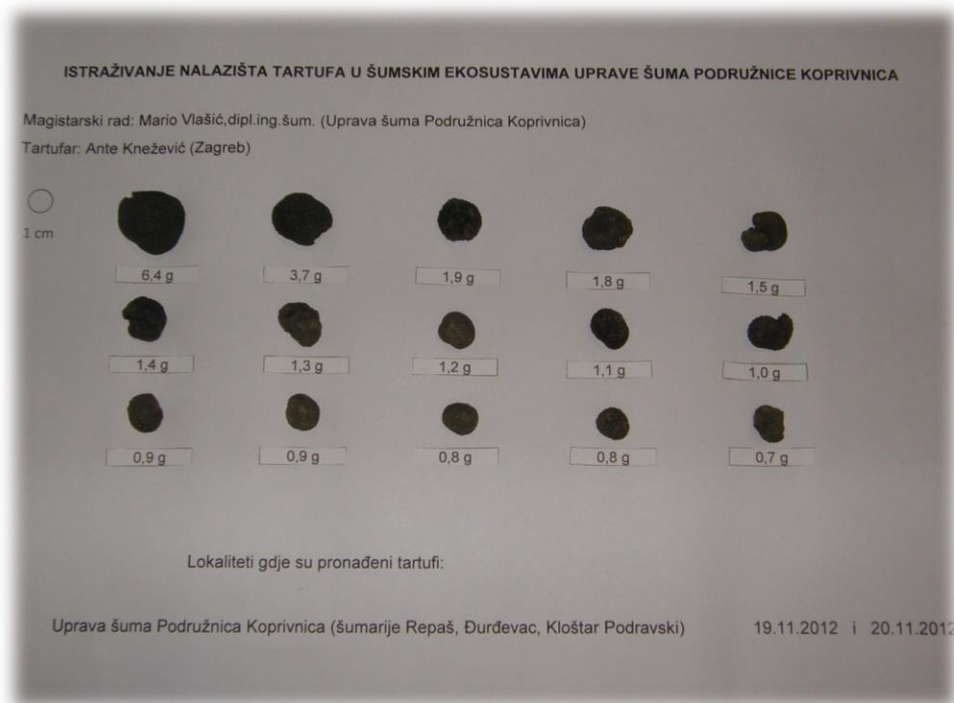 ISTRAŽIVANJE NALAZIŠTA TARTUFA U ŠUMSKIM EKOSUSTAVIMA UPRAVE ŠUMA PODRUŽNICE KOPRIVNICA
Magistarski rad: Mario Vlašić,dipl.ing.šum. (Uprava šuma Podružnica Koprivnica)
Tartufar: Ante Knežević (Zagreb)
1 cm
6,4 g 3,7 g 1,9 g 1,8 g 1,5 g
1,4 g 1,3 g 1,2 g 1,1 g 1,0 g
0,9 g 0,9 g 0,8 g 0,8 g 0,7 g
Lokaliteti gdje su pronađeni tartufi:
Uprava šuma Podružnica Koprivnica (šumarije Repaš, Đurđevac, Kloštar Podravski) 19.11.2012 i 20.11.2012